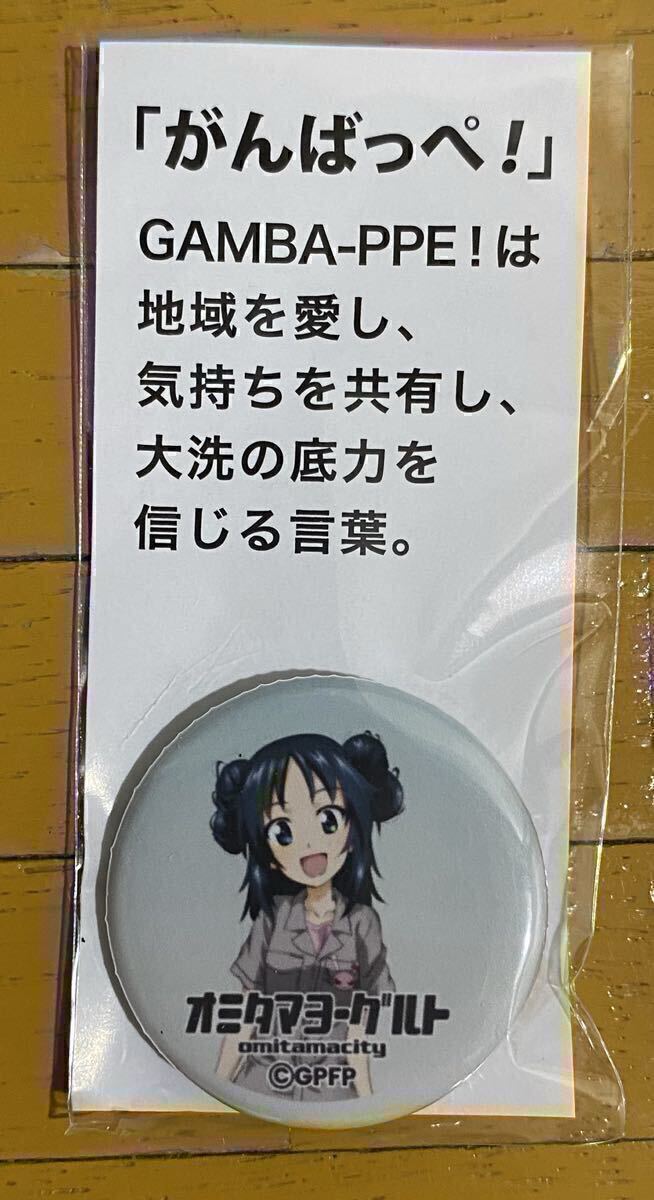 「がんばっぺ!」
GAMBA-PPE!は
地域を愛し、
気持ちを共有し、
大洗の底力を
信じる言葉。
オミタマヨーグルト
omitamacity
©GPFP